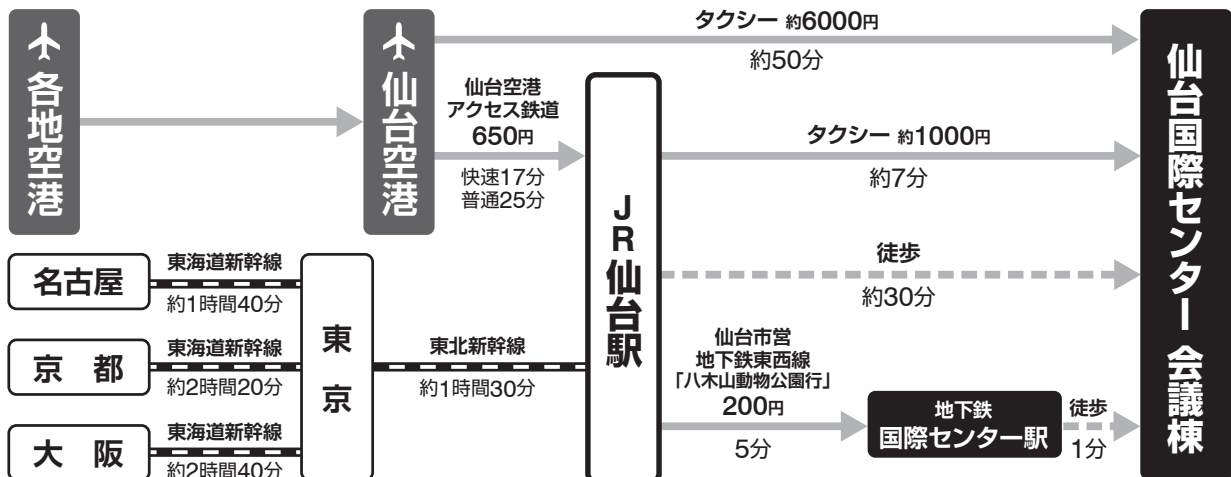 各地空港
仙台空港
タクシー 約6000円
約50分
仙台空港
アクセス鉄道
650円
快速17分
普通25分
JR仙台駅
タクシー 約1000円
約7分
徒歩
約30分
名古屋
東海道新幹線
約1時間40分
京都
東海道新幹線
約2時間20分
大阪
東海道新幹線
約2時間40分
東京
東北新幹線
約1時間30分
仙台市営
地下鉄東西線
「八木山動物公園行」
200円
5分
地下鉄
国際センター駅
徒歩
1分
仙台国際センター 会議棟